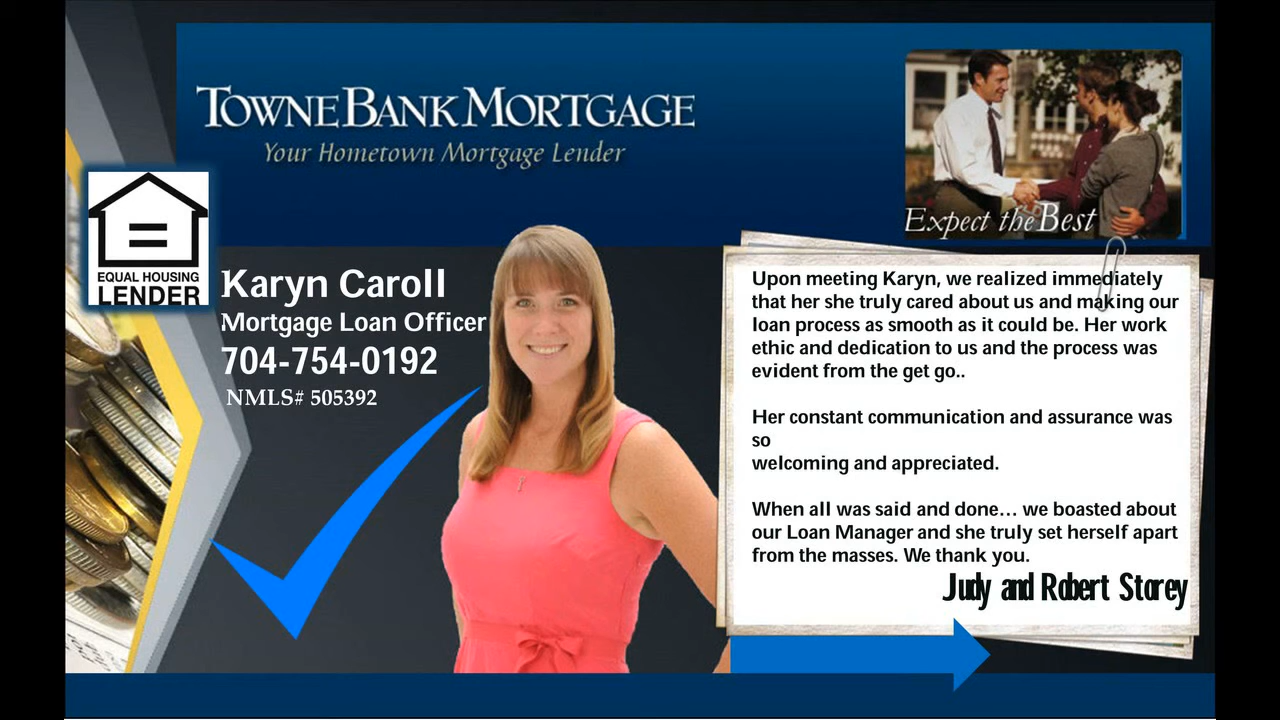 TOWNEBANK MORTGAGE
Your Hometown Mortgage Lender
Expect the Best
EQUAL HOUSING
LENDER
Karyn Caroll
Mortgage Loan Officer
704-754-0192
NMLS# 505392
Upon meeting Karyn, we realized immediately
that her she truly cared about us and making our
loan process as smooth as it could be. Her work
ethic and dedication to us and the process was
evident from the get go..
Her constant communication and assurance was
so
welcoming and appreciated.
When all was said and done... we boasted about
our Loan Manager and she truly set herself apart
from the masses. We thank you.
Judy and Robert Storey